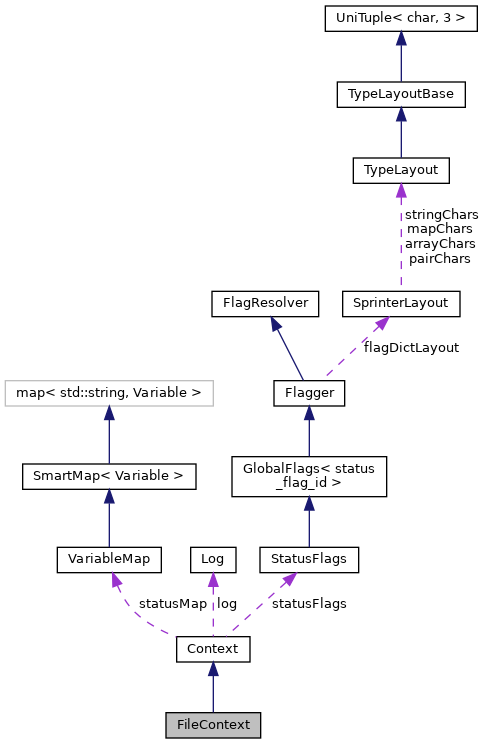 UniTuple< char, 3 >
TypeLayoutBase
TypeLayout
stringChars
mapChars
arrayChars
pairChars
FlagResolver
SprinterLayout
flagDictLayout
map< std::string, Variable >
Flagger
SmartMap< Variable >
GlobalFlags< status
_flag_id >
VariableMap
Log
StatusFlags
statusMap
log
statusFlags
Context
FileContext